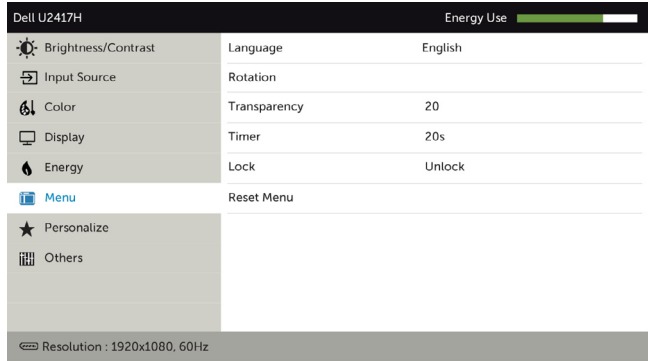 Dell U2417H Energy Use
Brightness/Contrast Language English
Input Source Rotation
Color Transparency 20
Display Timer 20s
Energy Lock Unlock
Menu Reset Menu
Personalize
Others
Resolution : 1920x1080, 60Hz